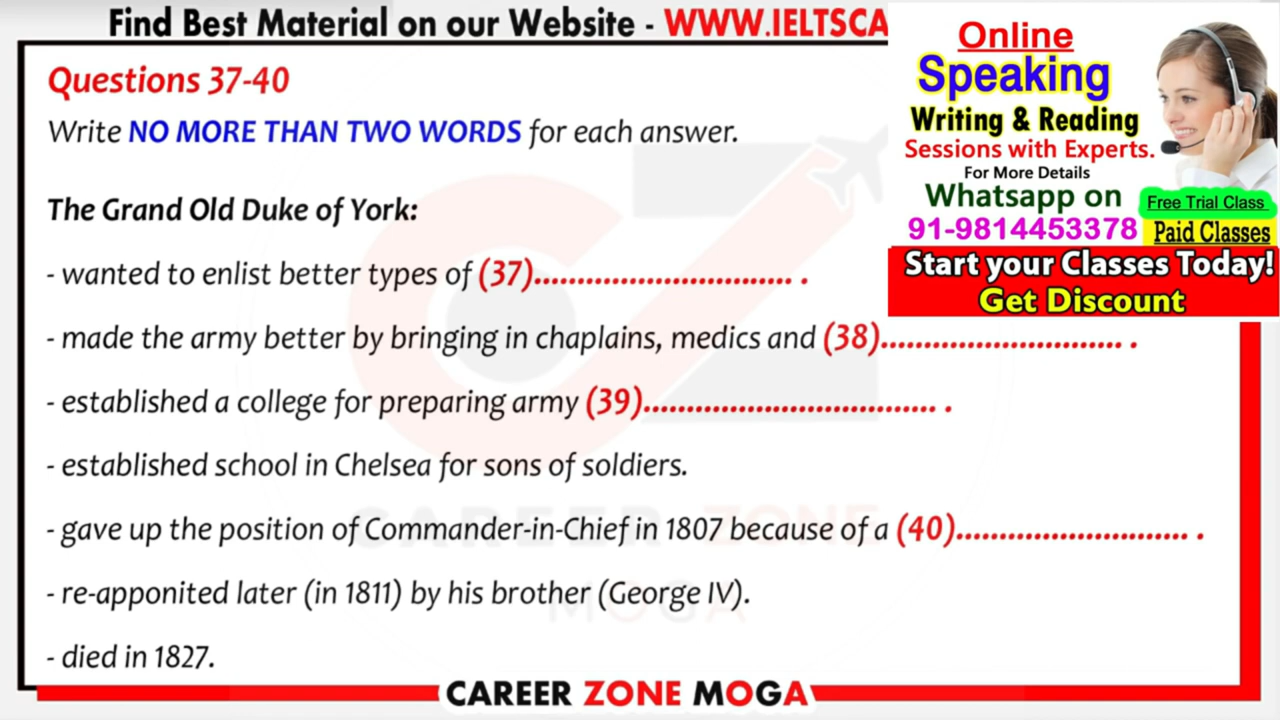 Find Best Material on our Website - WWW.IELTSCA
Online
Speaking
Writing & Reading
Sessions with Experts.
For More Details
Whatsapp on
Free Trial Class
91-9814453378
Paid Classes
Start your Classes Today!
Get Discount
Questions 37-40
Write NO MORE THAN TWO WORDS for each answer.
The Grand Old Duke of York:
- wanted to enlist better types of (37).............................. .
- made the army better by bringing in chaplains, medics and (38)............................ .
- established a college for preparing army (39).................................. .
- established school in Chelsea for sons of soldiers.
- gave up the position of Commander-in-Chief in 1807 because of a (40)........................... .
- re-apponited later (in 1811) by his brother (George IV).
- died in 1827.
CAREER ZONE
MOGA
CAREER ZONE MOGA